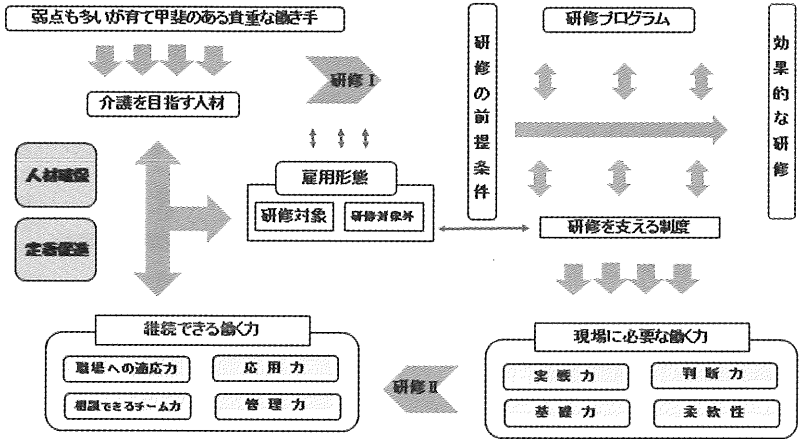 弱点も多いが育て甲斐のある貴重な働き手
介護を目指す人材
人材確保
定着促進
研修Ⅰ
雇用形態
研修対象
研修対象外
研修の前提条件
研修プログラム
効果的な研修
研修を支える制度
継続できる働く力
職場への適応力
応用力
相談できるチーム力
管理力
研修Ⅱ
現場に必要な働く力
実践力
判断力
基礎力
柔軟性